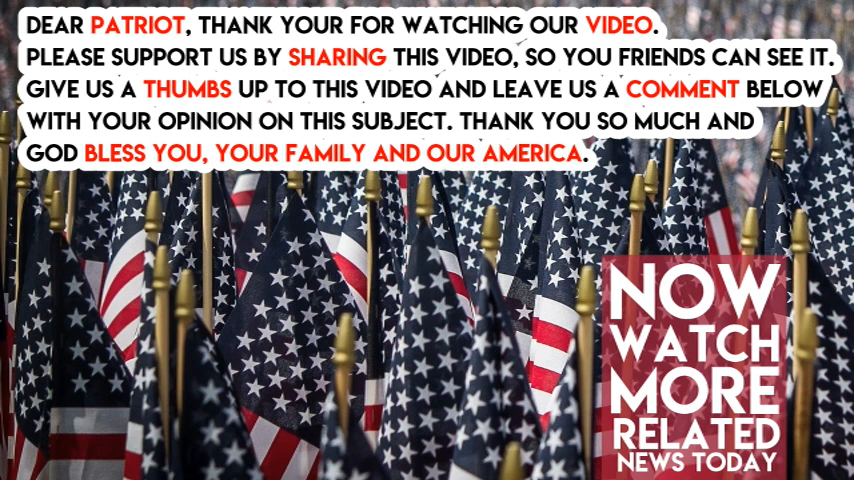 DEAR PATRIOT, THANK YOUR FOR WATCHING OUR VIDEO.
PLEASE SUPPORT US BY SHARING THIS VIDEO, SO YOU FRIENDS CAN SEE IT.
GIVE US A THUMBS UP TO THIS VIDEO AND LEAVE US A COMMENT BELOW
WITH YOUR OPINION ON THIS SUBJECT. THANK YOU SO MUCH AND
GOD BLESS YOU, YOUR FAMILY AND OUR AMERICA.
NOW
WATCH
MORE
RELATED
NEWS TODAY